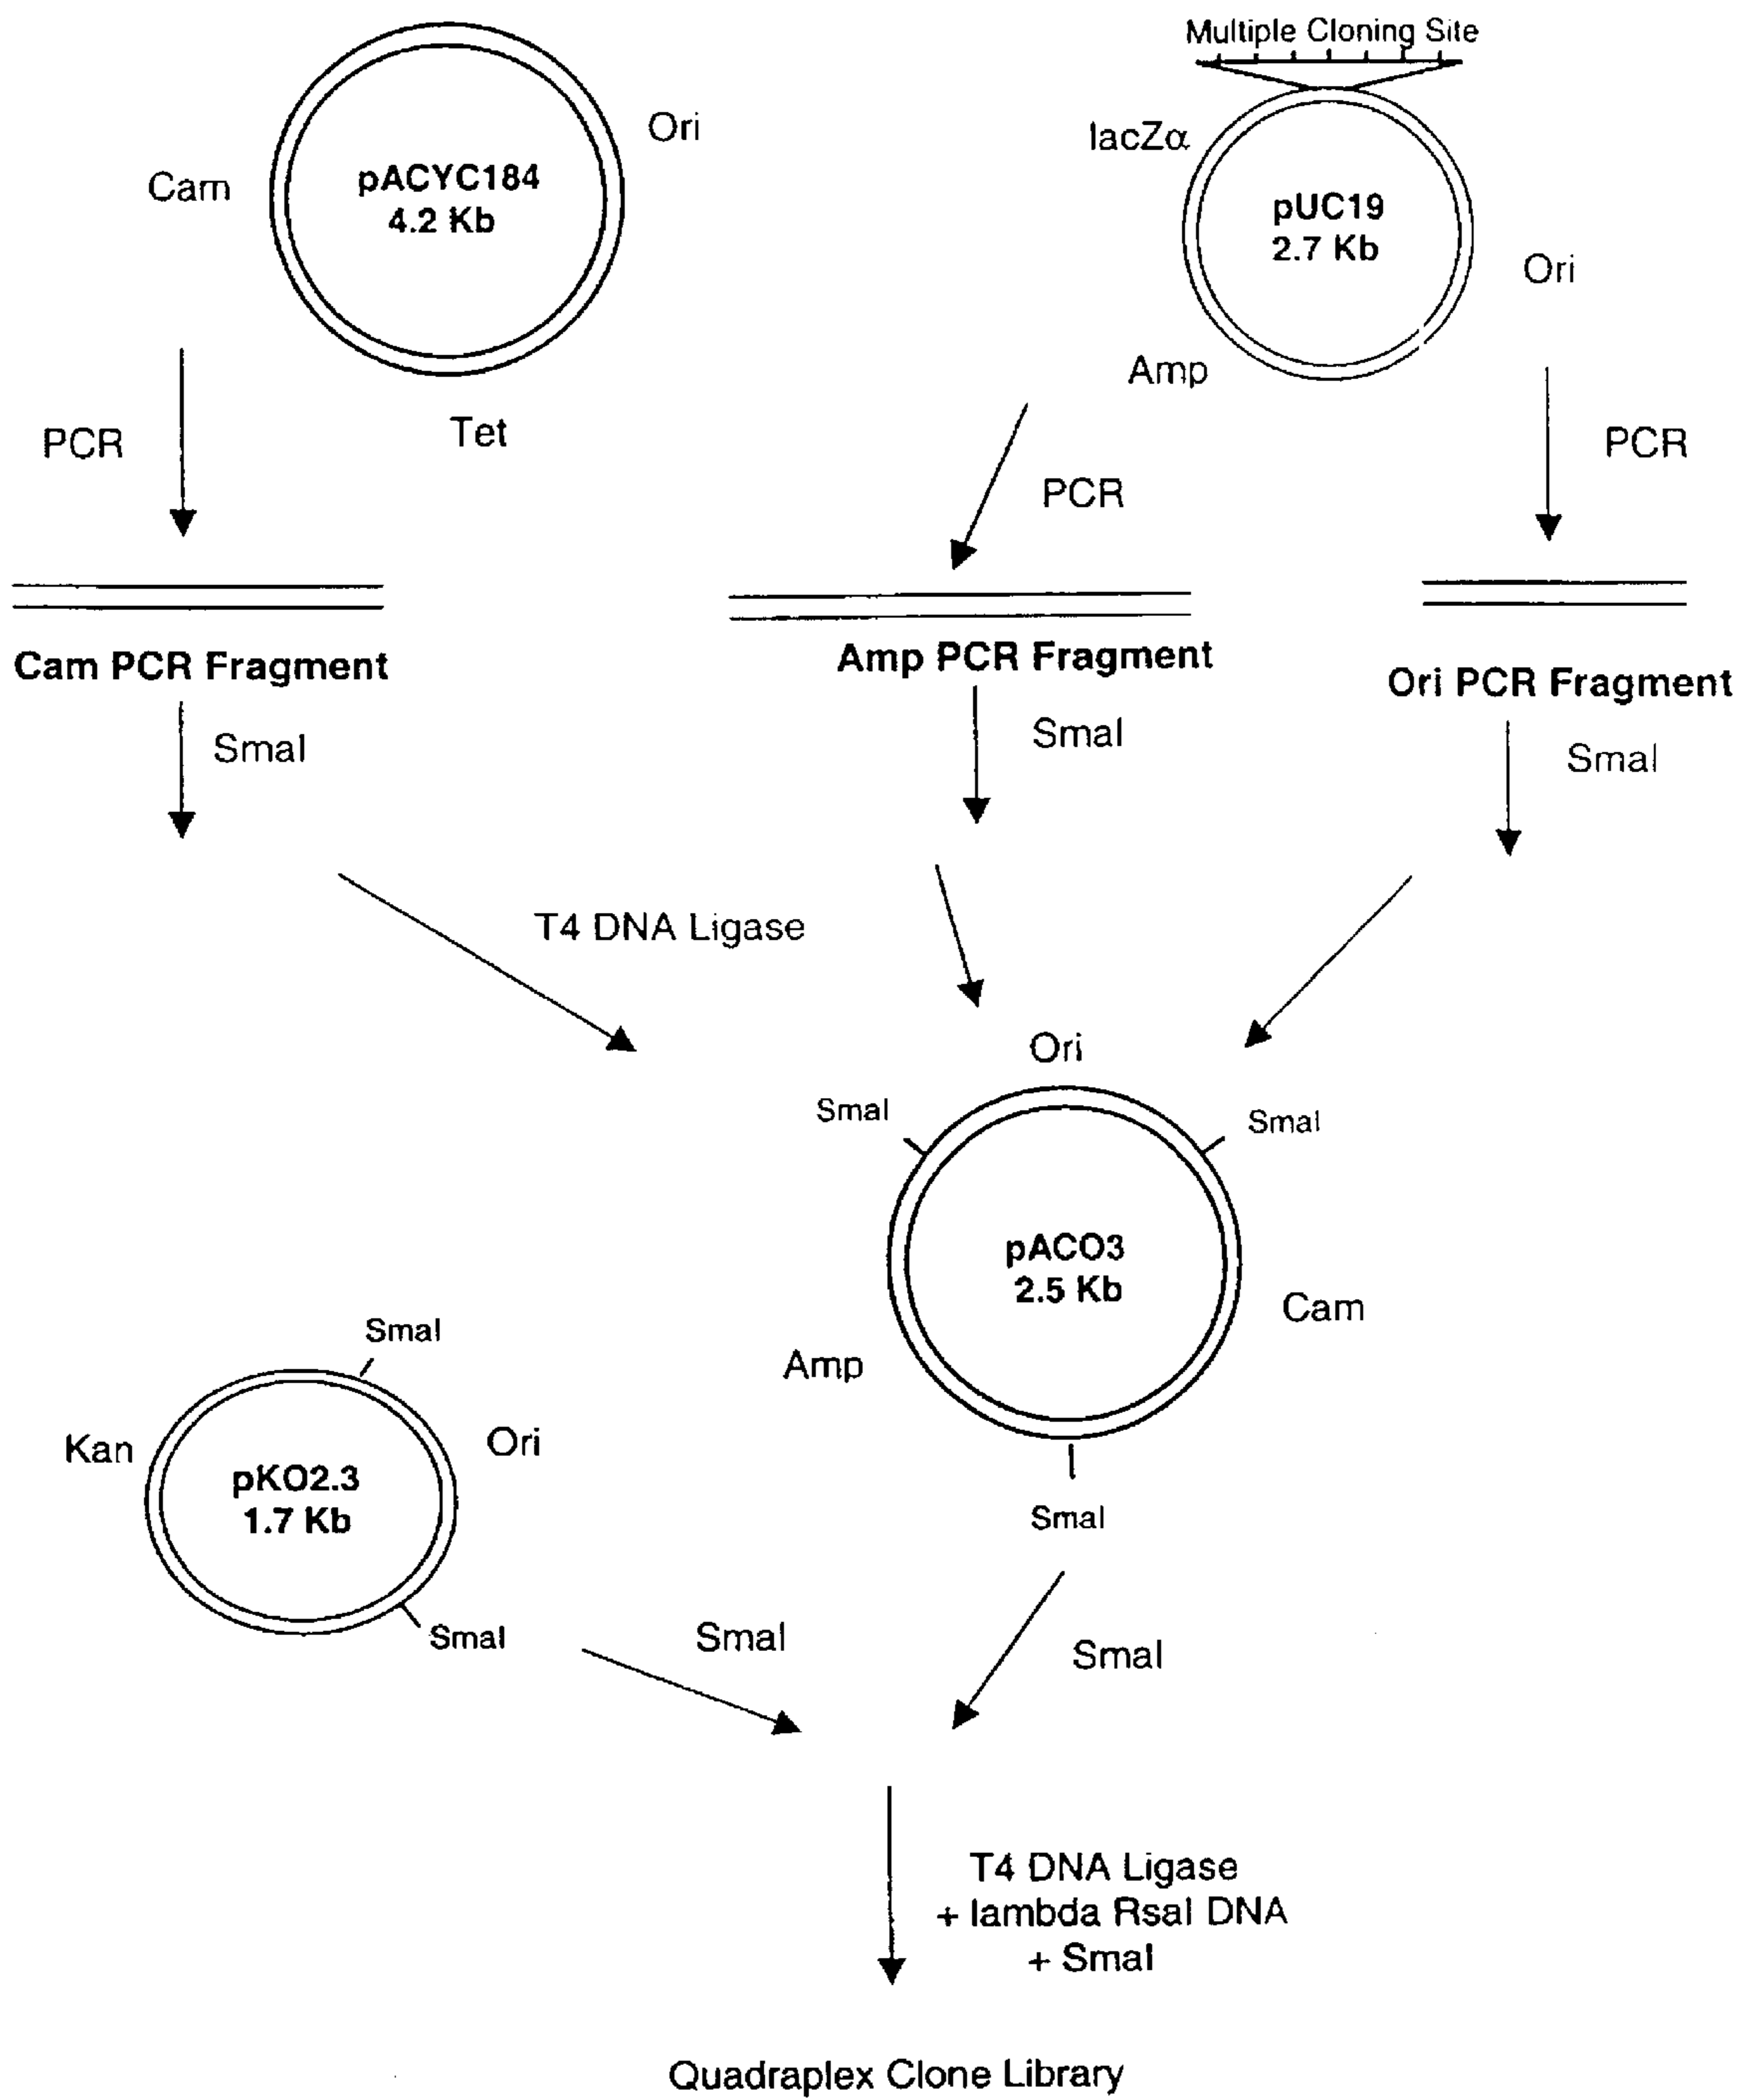 Multiple Cloning Site
Ori
lacZα
Cam
pACYC184
4.2 Kb
pUC19
2.7 Kb
Ori
Amp
Tet
PCR
PCR
PCR
Cam PCR Fragment
Amp PCR Fragment
Ori PCR Fragment
SmaI
SmaI
SmaI
T4 DNA Ligase
Ori
SmaI
SmaI
pACO3
2.5 Kb
Cam
Amp
SmaI
SmaI
Kan
Ori
pKO2.3
1.7 Kb
SmaI
SmaI
SmaI
T4 DNA Ligase
+ lambda RsaI DNA
+ SmaI
Quadraplex Clone Library